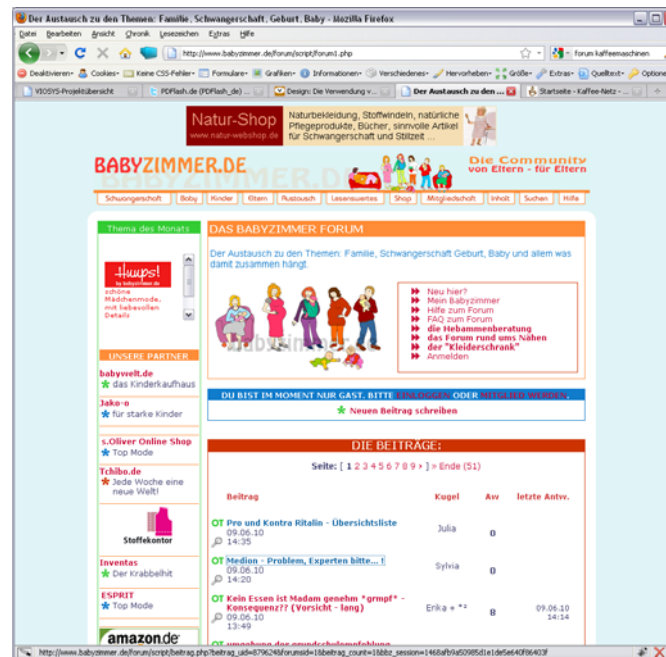 Der Austausch zu den Themen: Familie, Schwangerschaft, Geburt, Baby - Mozilla Firefox
Datei Bearbeiten Ansicht Chronik Lesezeichen Extras Hilfe
http://www.babyzimmer.de/forum/script/forum1.php
forum kaffeemaschinen
Deaktivieren Cookies Keine CSS-Fehler Formulare Grafiken Informationen Verschiedenes Hervorheben Größe Extras Quelltext Optione
VIOSYS-Projektübersicht
PDFlash.de (PDFlash_de) ...
Design: Die Verwendung v...
Der Austausch zu den ...
Startseite - Kaffee-Netz - ...
Natur-Shop
www.natur-webshop.de
Naturbekleidung, Stoffwindeln, natürliche
Pflegeprodukte, Bücher, sinnvolle Artikel
für Schwangerschaft und Stillzeit ...
BABYZIMMER.DE
Die Community
von Eltern - für Eltern
Schwangerschaft Baby Kinder Eltern Austausch Lesenswertes Shop Mitgliedschaft Inhalt Suchen Hilfe
Thema des Monats
Huups!
by babyzimmer.de
schöne
Mädchenmode,
mit liebevollen
Details
UNSERE PARTNER
babywelt.de
das Kinderkaufhaus
Jako-o
für starke Kinder
s.Oliver Online Shop
Top Mode
Tchibo.de
Jede Woche eine
neue Welt!
Stoffekontor
Inventas
Der Krabbelhit
ESPRIT
Top Mode
amazon.de
DAS BABYZIMMER FORUM
Der Austausch zu den Themen: Familie, Schwangerschaft Geburt, Baby und allem was
damit zusammen hängt.
babyzimmer.de
Neu hier?
Mein Babyzimmer
Hilfe zum Forum
FAQ zum Forum
die Hebammenberatung
das Forum rund ums Nähen
der "Kleiderschrank"
Anmelden
DU BIST IM MOMENT NUR GAST. BITTE EINLOGGEN ODER MITGLIED WERDEN.
Neuen Beitrag schreiben
DIE BEITRÄGE:
Seite: [ 1 2 3 4 5 6 7 8 9 › ] » Ende (51)
Beitrag Kugel Aw letzte Antw.
OT Pro und Kontra Ritalin - Übersichtsliste
09.06.10
14:35
Julia 0
OT Medion - Problem, Experten bitte... !
09.06.10
14:20
Sylvia 0
OT Kein Essen ist Madam genehm *grmpf* -
Konsequenz?? (Vorsicht - lang)
09.06.10
13:49
Erika + *² 8 09.06.10
14:14
OT umgehung der grundschulempfehlung